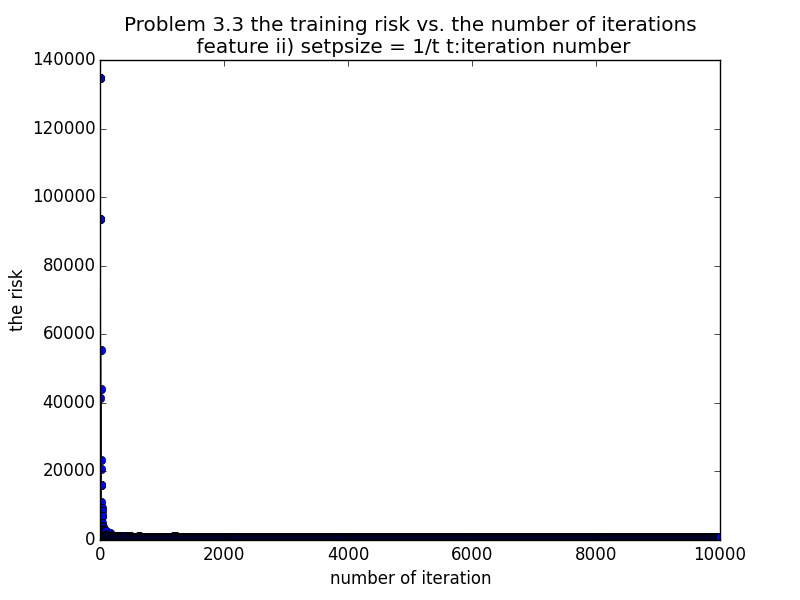 Problem 3.3 the training risk vs. the number of iterations
feature ii) setpsize = 1/t t:iteration number
140000
120000
100000
80000
60000
40000
20000
0
the risk
0 2000 4000 6000 8000 10000
number of iteration